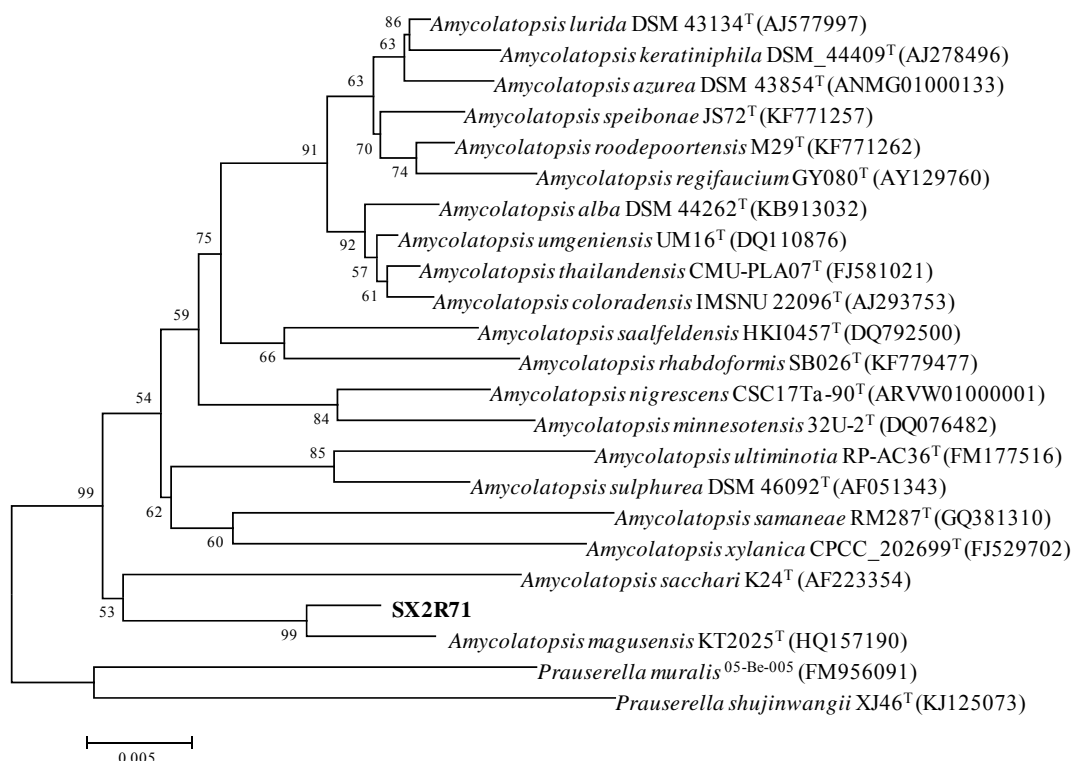 86
Amycolatopsis lurida DSM 43134T (AJ577997)
63
Amycolatopsis keratiniphila DSM_44409T (AJ278496)
63
Amycolatopsis azurea DSM 43854T (ANMG01000133)
Amycolatopsis speibonae JS72T (KF771257)
91
70
Amycolatopsis roodepoortensis M29T (KF771262)
74
Amycolatopsis regifaucium GY080T (AY129760)
Amycolatopsis alba DSM 44262T (KB913032)
75
92
Amycolatopsis umgeniensis UM16T (DQ110876)
57
Amycolatopsis thailandensis CMU-PLA07T (FJ581021)
61
Amycolatopsis coloradensis IMSNU 22096T (AJ293753)
59
Amycolatopsis saalfeldensis HKI0457T (DQ792500)
66
Amycolatopsis rhabdoformis SB026T (KF779477)
54
Amycolatopsis nigrescens CSC17Ta-90T (ARVW01000001)
84
Amycolatopsis minnesotensis 32U-2T (DQ076482)
85
Amycolatopsis ultiminotia RP-AC36T (FM177516)
99
Amycolatopsis sulphurea DSM 46092T (AF051343)
62
Amycolatopsis samaneae RM287T (GQ381310)
60
Amycolatopsis xylanica CPCC_202699T (FJ529702)
Amycolatopsis sacchari K24T (AF223354)
53
SX2R71
99
Amycolatopsis magusensis KT2025T (HQ157190)
Prauserella muralis 05-Be-005 (FM956091)
Prauserella shujinwangii XJ46T (KJ125073)
0.005